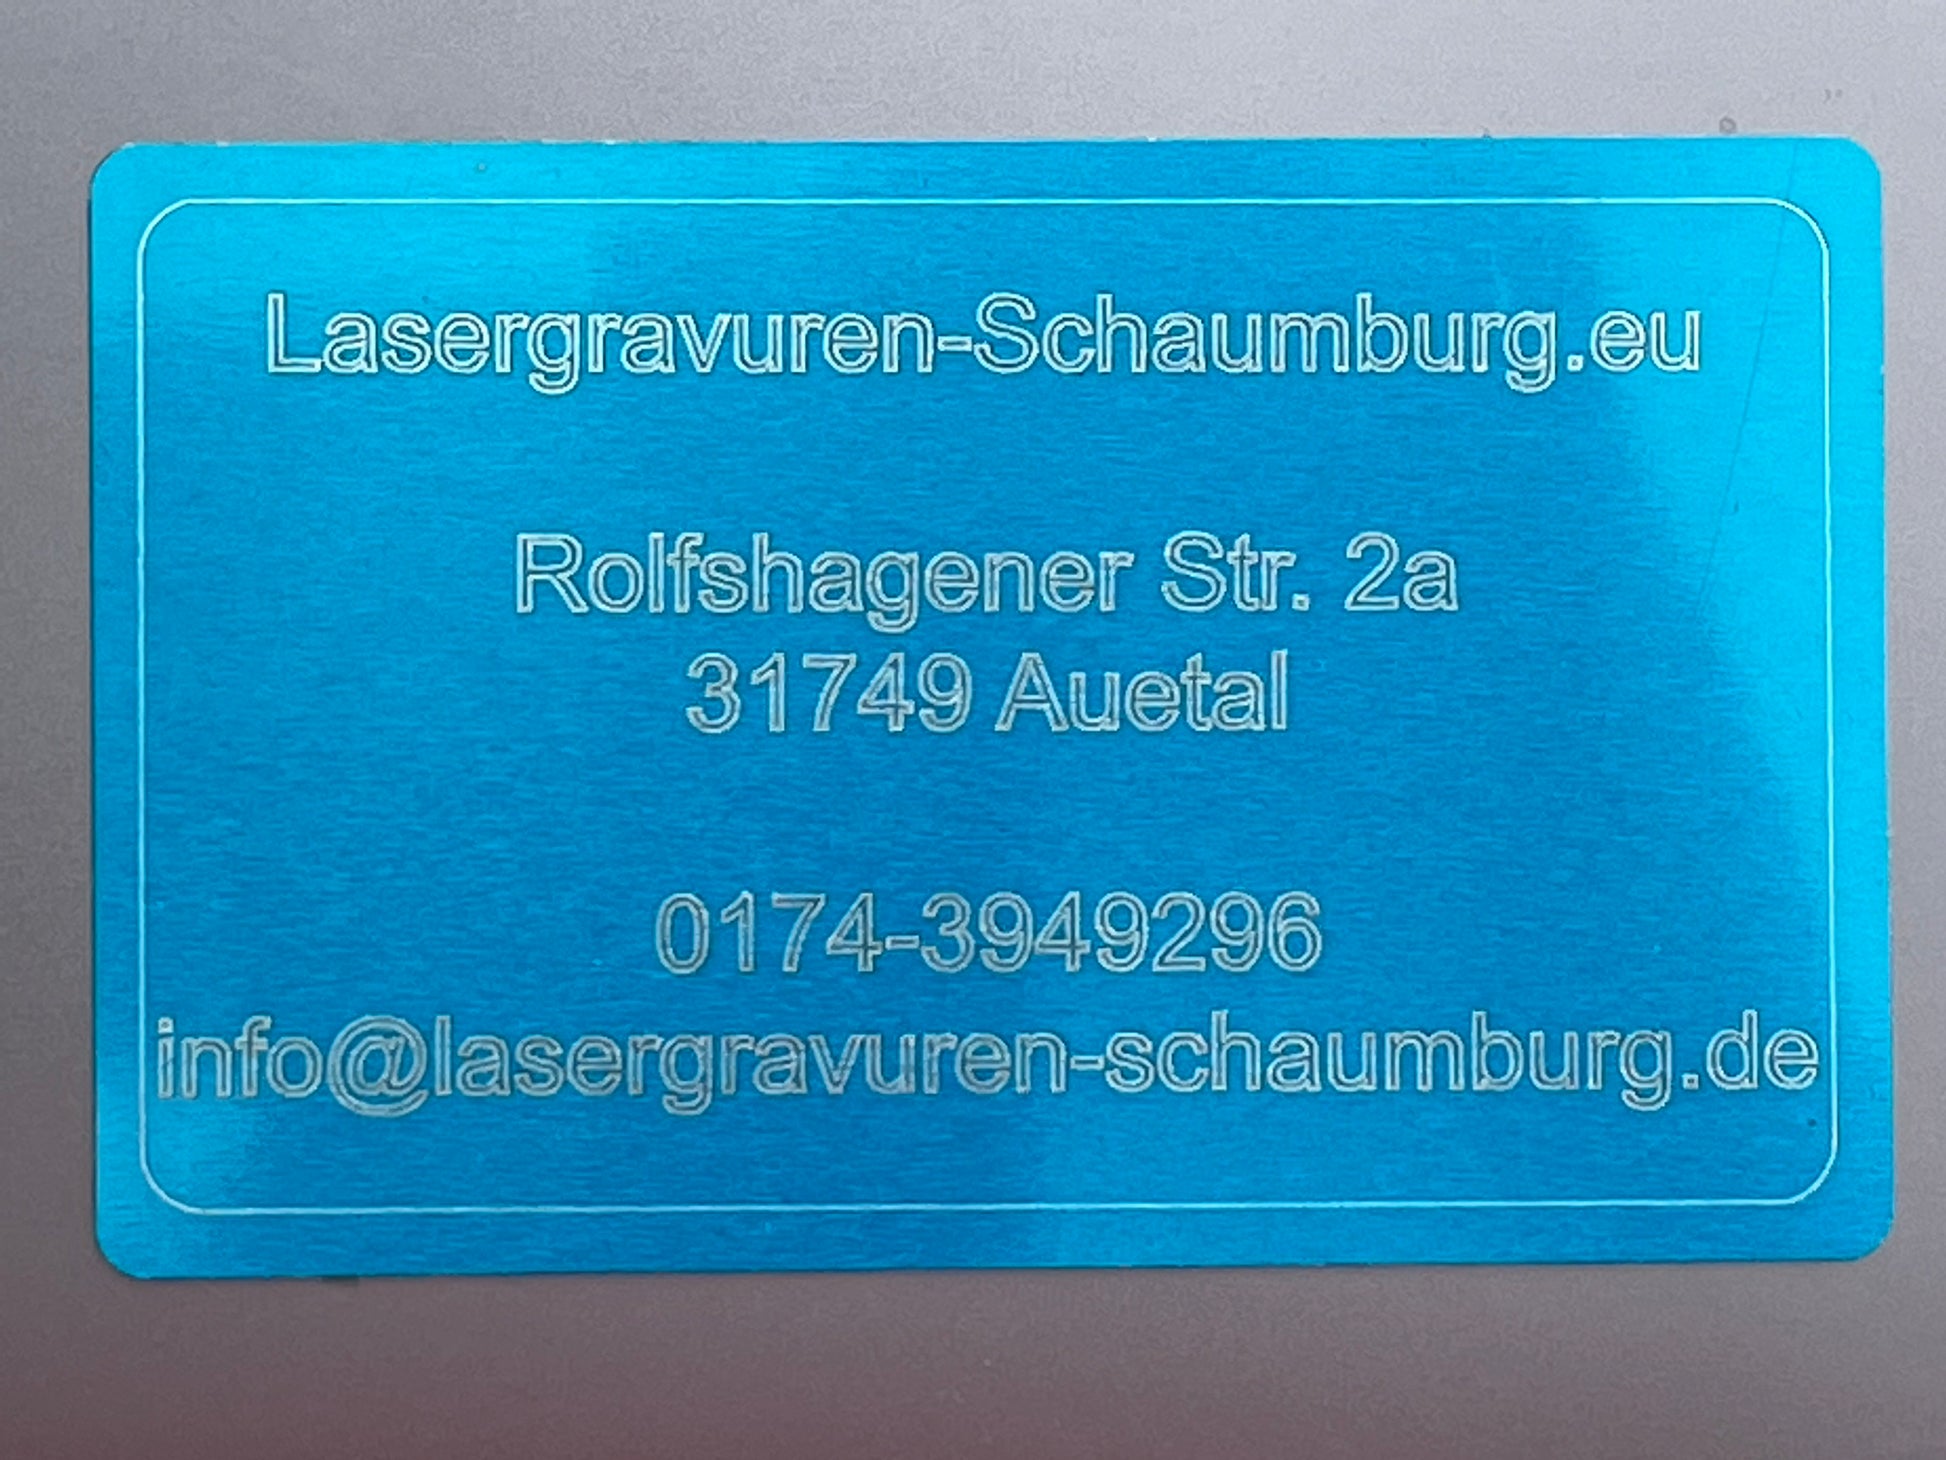 Lasergravuren-Schaumburg.eu
Rolfshagener Str. 2a
31749 Auetal
0174-3949296
info@lasergravuren-schaumburg.de